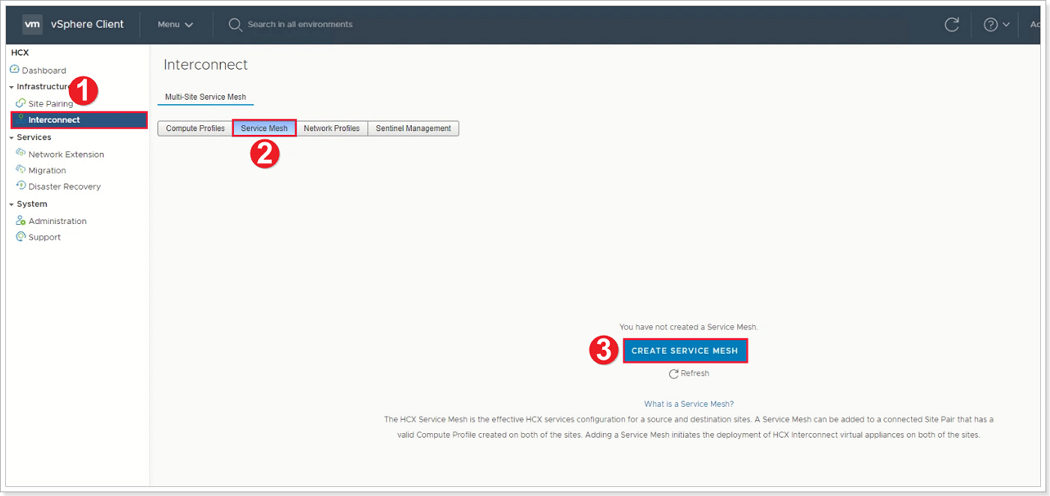 vm vSphere Client Menu Search in all environments
HCX
Dashboard
Infrastructure
1
Site Pairing
Interconnect
Services
Network Extension
Migration
Disaster Recovery
System
Administration
Support
Interconnect
Multi-Site Service Mesh
Compute Profiles Service Mesh Network Profiles Sentinel Management
2
You have not created a Service Mesh.
3 CREATE SERVICE MESH
Refresh
What is a Service Mesh?
The HCX Service Mesh is the effective HCX services configuration for a source and destination sites. A Service Mesh can be added to a connected Site Pair that has a
valid Compute Profile created on both of the sites. Adding a Service Mesh initiates the deployment of HCX Interconnect virtual appliances on both of the sites.